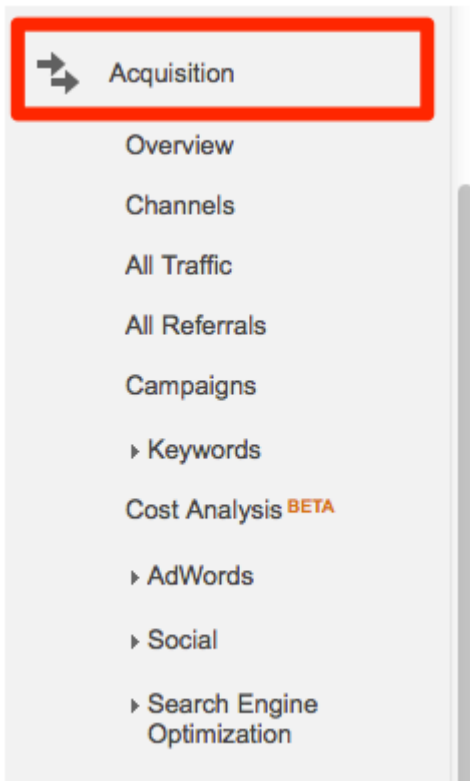 Acquisition
Overview
Channels
All Traffic
All Referrals
Campaigns
Keywords
Cost Analysis BETA
AdWords
Social
Search Engine
Optimization